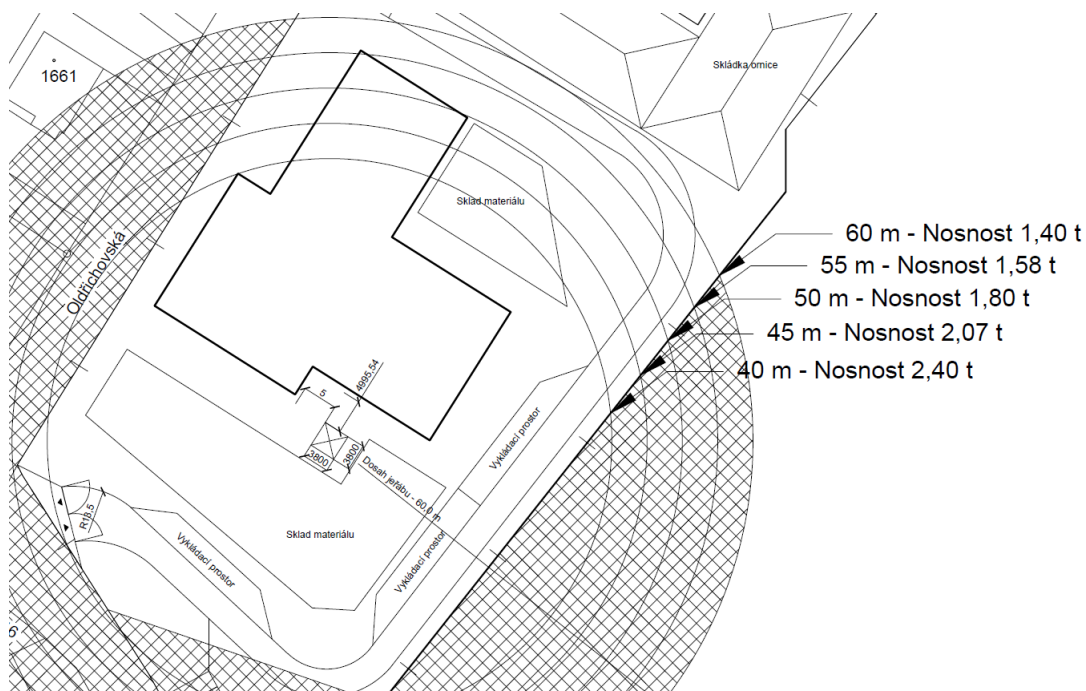 1661
Skládka ornice
Sklad materiálu
Oldřichovská
60 m - Nosnost 1,40 t
55 m - Nosnost 1,58 t
50 m - Nosnost 1,80 t
45 m - Nosnost 2,07 t
40 m - Nosnost 2,40 t
4995,54
5
3800
3800
Dosah jeřábu - 60,0 m
Vykládací prostor
R18,5
Sklad materiálu
Vykládací prostor
Vykládací prostor
6